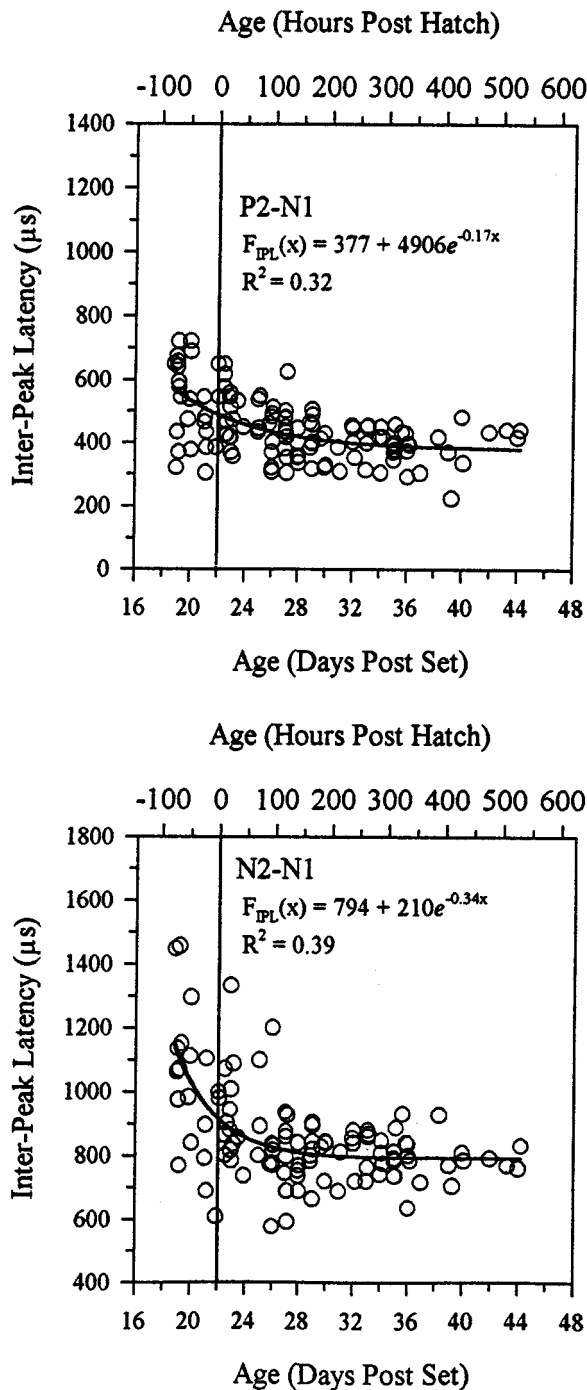 Age (Hours Post Hatch)
-100 0 100 200 300 400 500 600
1400
1200
1000
800
600
400
200
0
Inter-Peak Latency (µs)
P2-N1
F_IPL(x) = 377 + 4906e^-0.17x
R² = 0.32
16 20 24 28 32 36 40 44 48
Age (Days Post Set)
Age (Hours Post Hatch)
-100 0 100 200 300 400 500 600
1800
1600
1400
1200
1000
800
600
400
Inter-Peak Latency (µs)
N2-N1
F_IPL(x) = 794 + 210e^-0.34x
R² = 0.39
16 20 24 28 32 36 40 44 48
Age (Days Post Set)